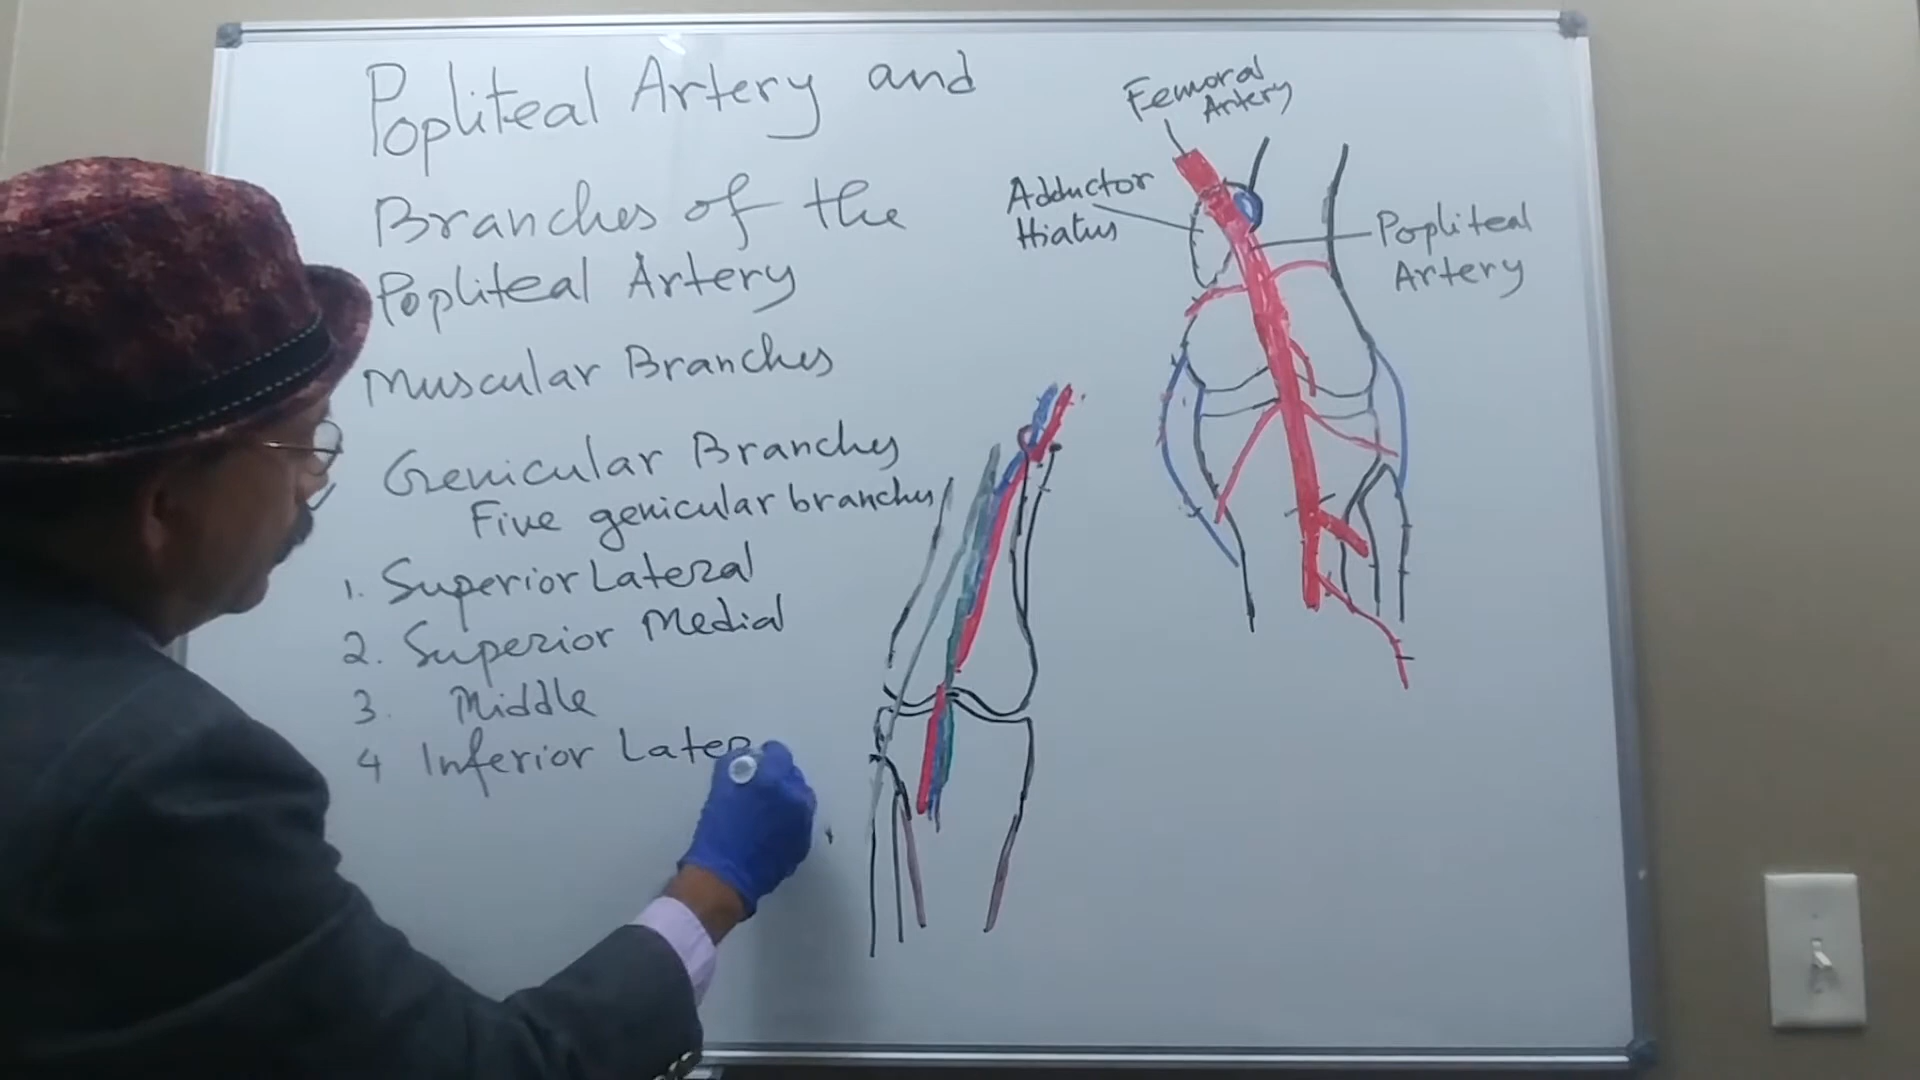 Popliteal Artery and
Branches of the
Popliteal Artery
Muscular Branches
Genicular Branches
Five genicular branches
1. Superior Lateral
2. Superior Medial
3. Middle
4 Inferior Later
Femoral
Artery
Adductor
Hiatus
Popliteal
Artery